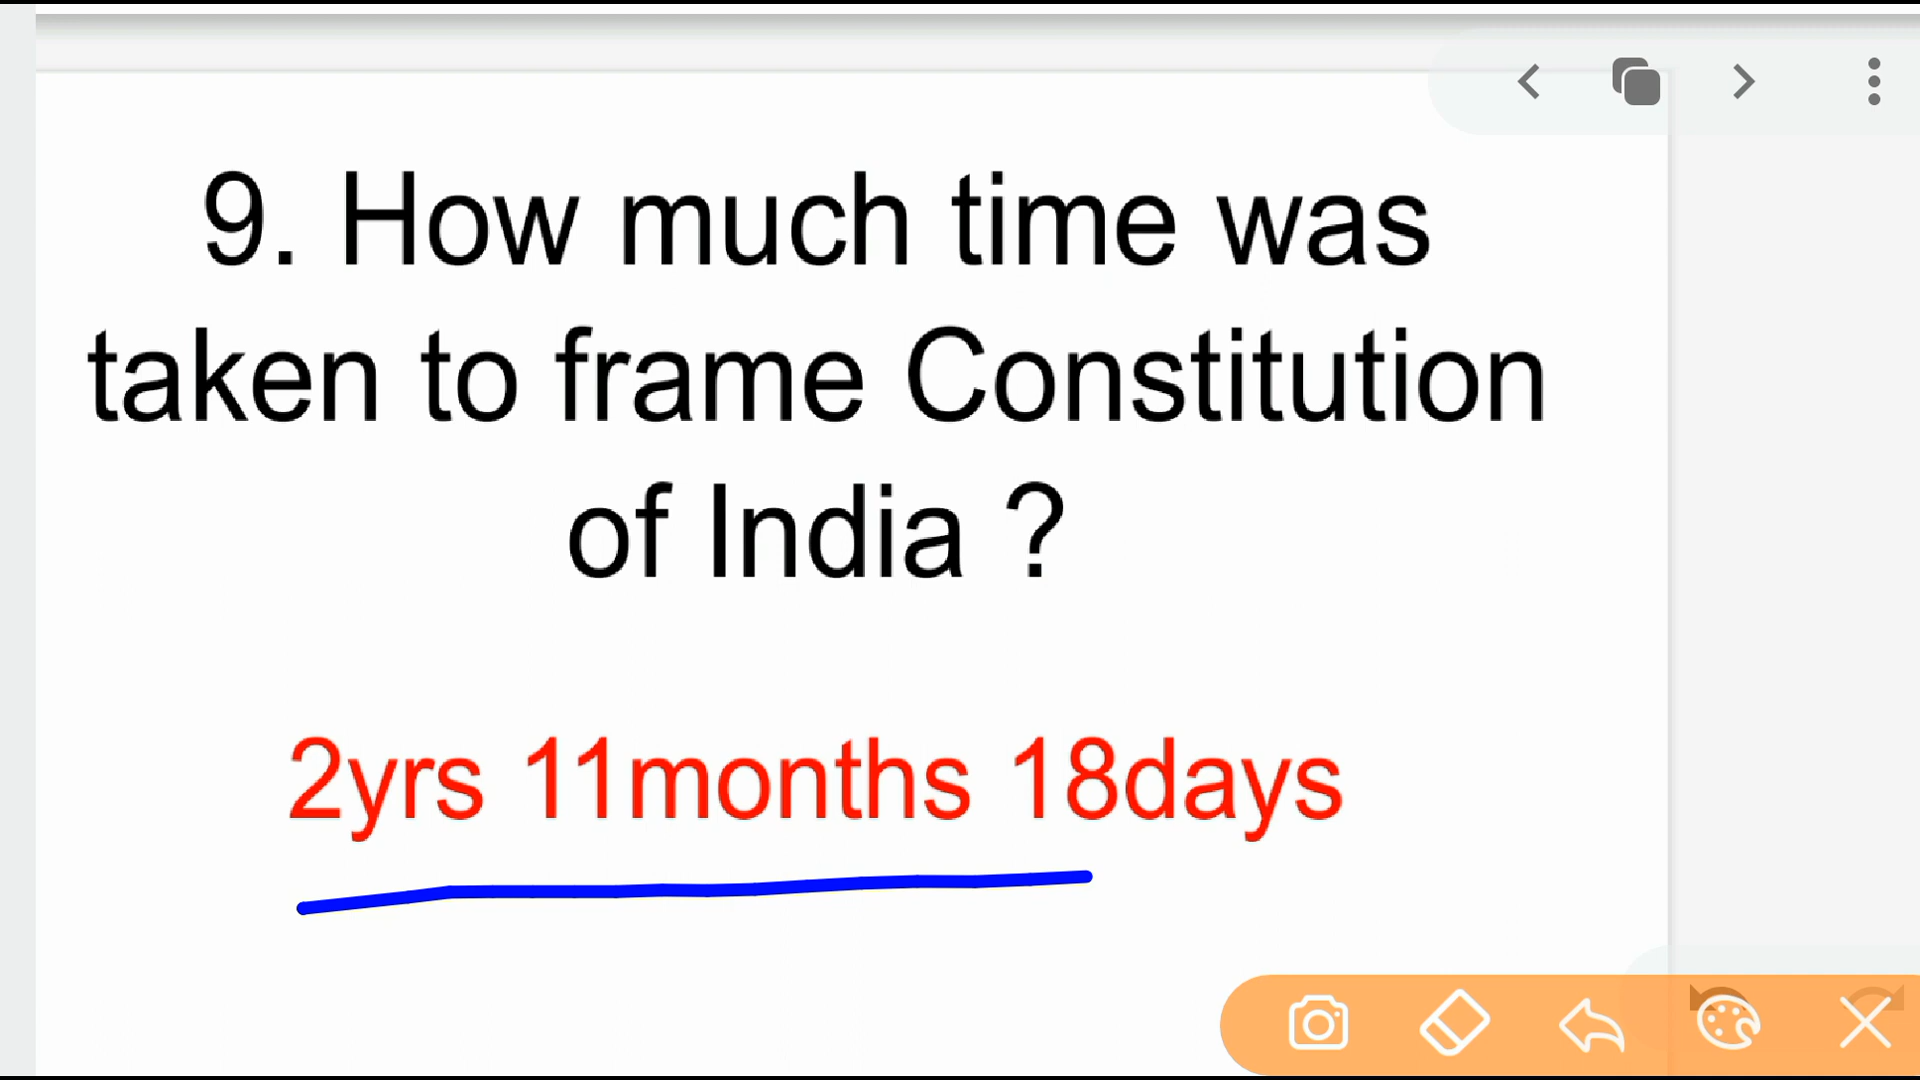 9. How much time was
taken to frame Constitution
of India ?
2yrs 11months 18days